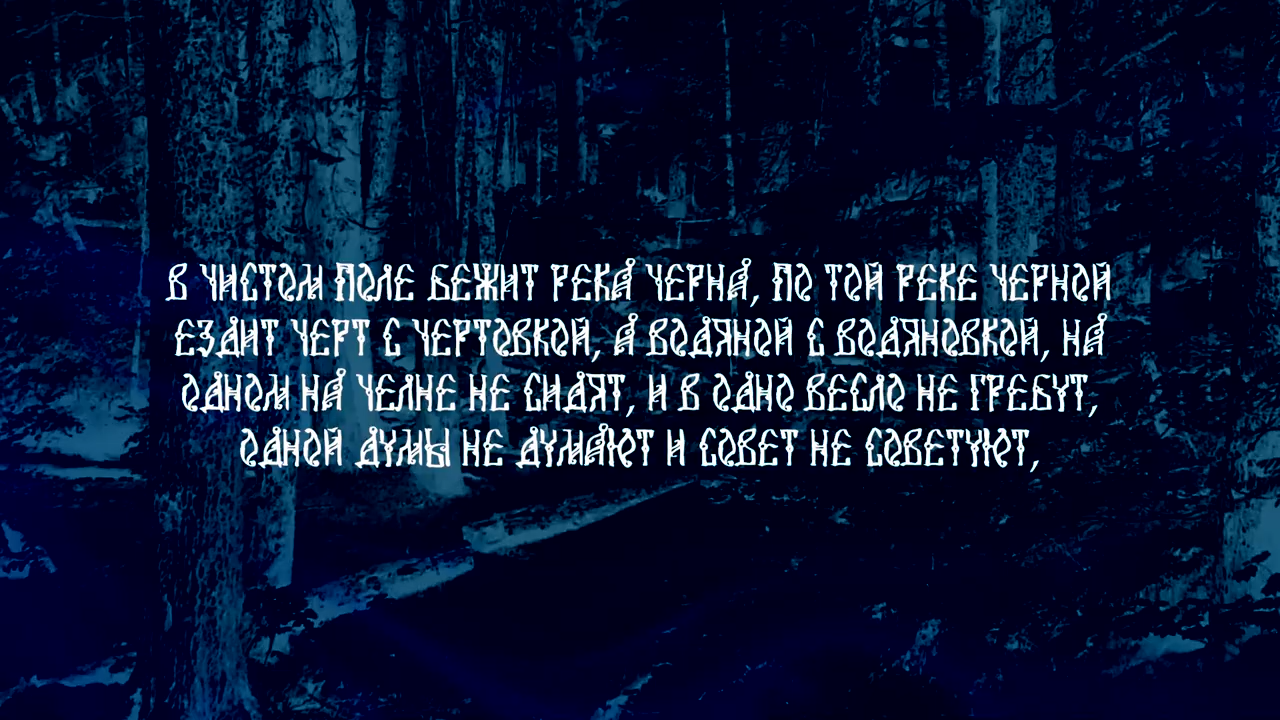 В ЧИСТОМ ПОЛЕ БЕЖИТ РЕКА ЧЕРНА, ПО ТОЙ РЕКЕ ЧЕРНОЙ
ЕЗДИТ ЧЕРТ С ЧЕРТОВКОЙ, А ВОДЯНОЙ С ВОДЯНОВКОЙ, НА
ОДНОМ НА ЧЕЛНЕ НЕ СИДЯТ, И В ОДНО ВЕСЛО НЕ ГРЕБУТ,
ОДНОЙ ДУМЫ НЕ ДУМАЮТ И СОВЕТ НЕ СОВЕТУЮТ,